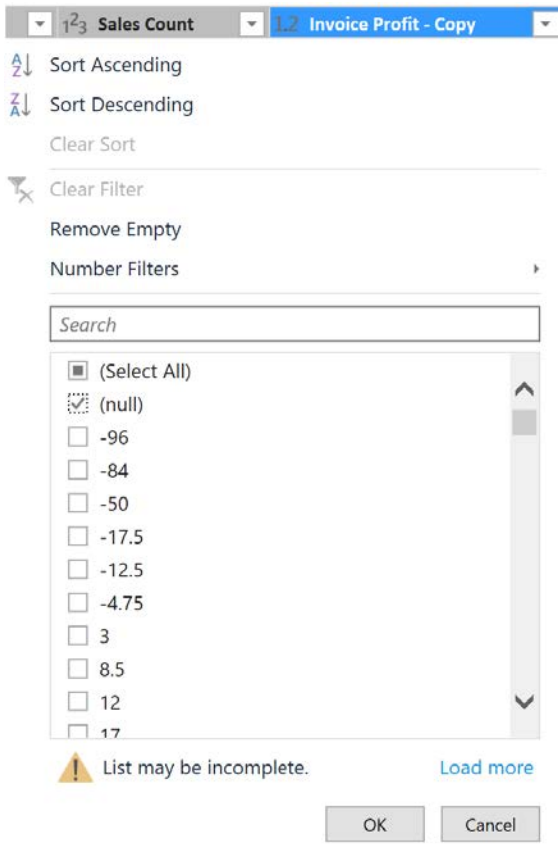 1²3 Sales Count 1.2 Invoice Profit - Copy
Sort Ascending
Sort Descending
Clear Sort
Clear Filter
Remove Empty
Number Filters
Search
(Select All)
(null)
-96
-84
-50
-17.5
-12.5
-4.75
3
8.5
12
17
List may be incomplete. Load more
OK Cancel